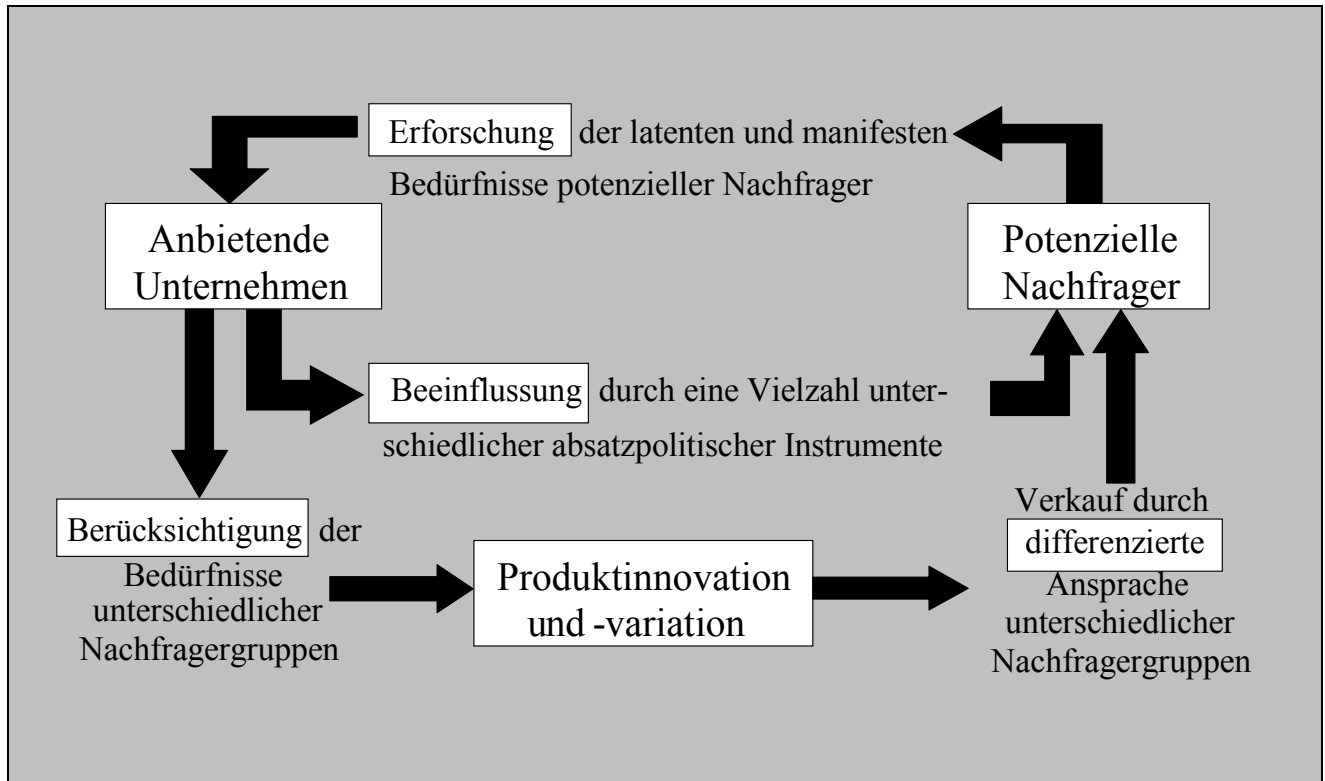 Erforschung der latenten und manifesten
Bedürfnisse potenzieller Nachfrager
Anbietende
Unternehmen
Potenzielle
Nachfrager
Beeinflussung durch eine Vielzahl unter-
schiedlicher absatzpolitischer Instrumente
Berücksichtigung der
Bedürfnisse
unterschiedlicher
Nachfragergruppen
Produktinnovation
und -variation
Verkauf durch
differenzierte
Ansprache
unterschiedlicher
Nachfragergruppen